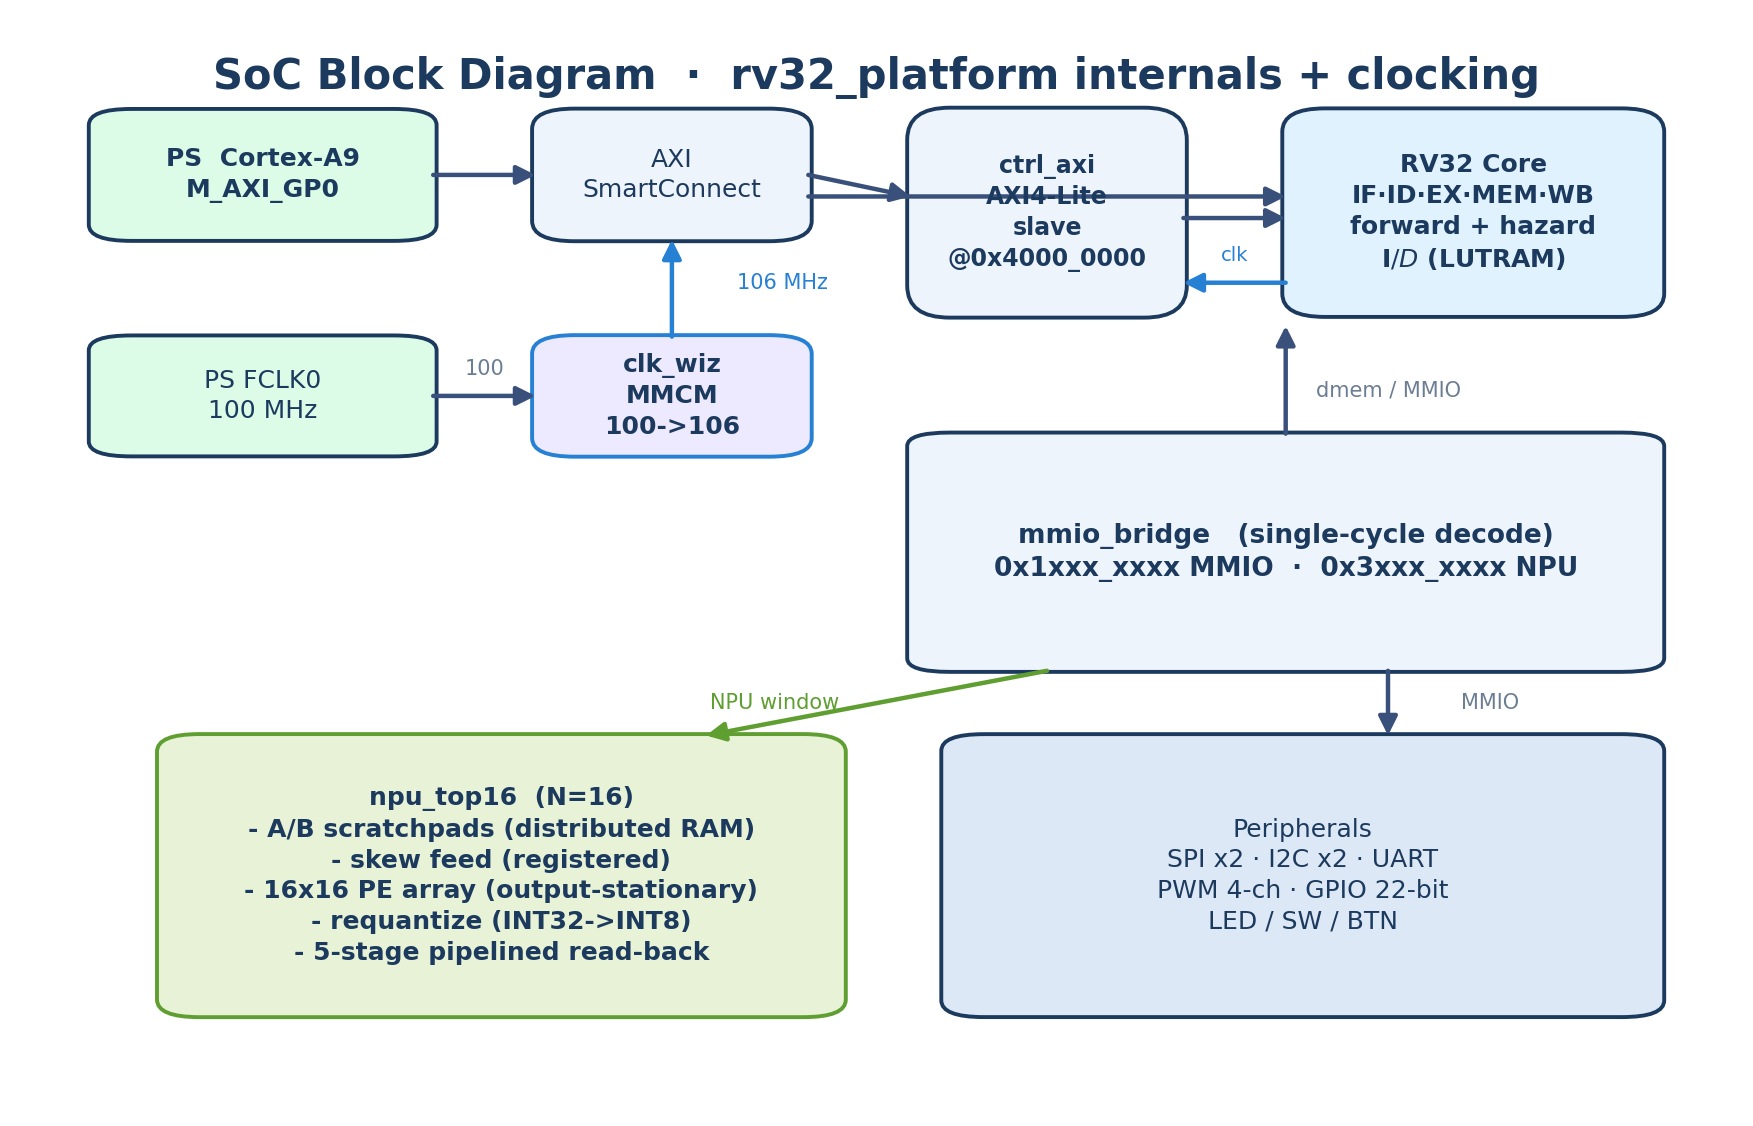 SoC Block Diagram · rv32_platform internals + clocking
PS Cortex-A9
M_AXI_GP0
AXI
SmartConnect
ctrl_axi
AXI4-Lite
slave
@0x4000_0000
RV32 Core
IF·ID·EX·MEM·WB
forward + hazard
I/D (LUTRAM)
clk
106 MHz
PS FCLK0
100 MHz
100
clk_wiz
MMCM
100->106
dmem / MMIO
mmio_bridge (single-cycle decode)
0x1xxx_xxxx MMIO · 0x3xxx_xxxx NPU
NPU window
MMIO
npu_top16 (N=16)
- A/B scratchpads (distributed RAM)
- skew feed (registered)
- 16x16 PE array (output-stationary)
- requantize (INT32->INT8)
- 5-stage pipelined read-back
Peripherals
SPI x2 · I2C x2 · UART
PWM 4-ch · GPIO 22-bit
LED / SW / BTN